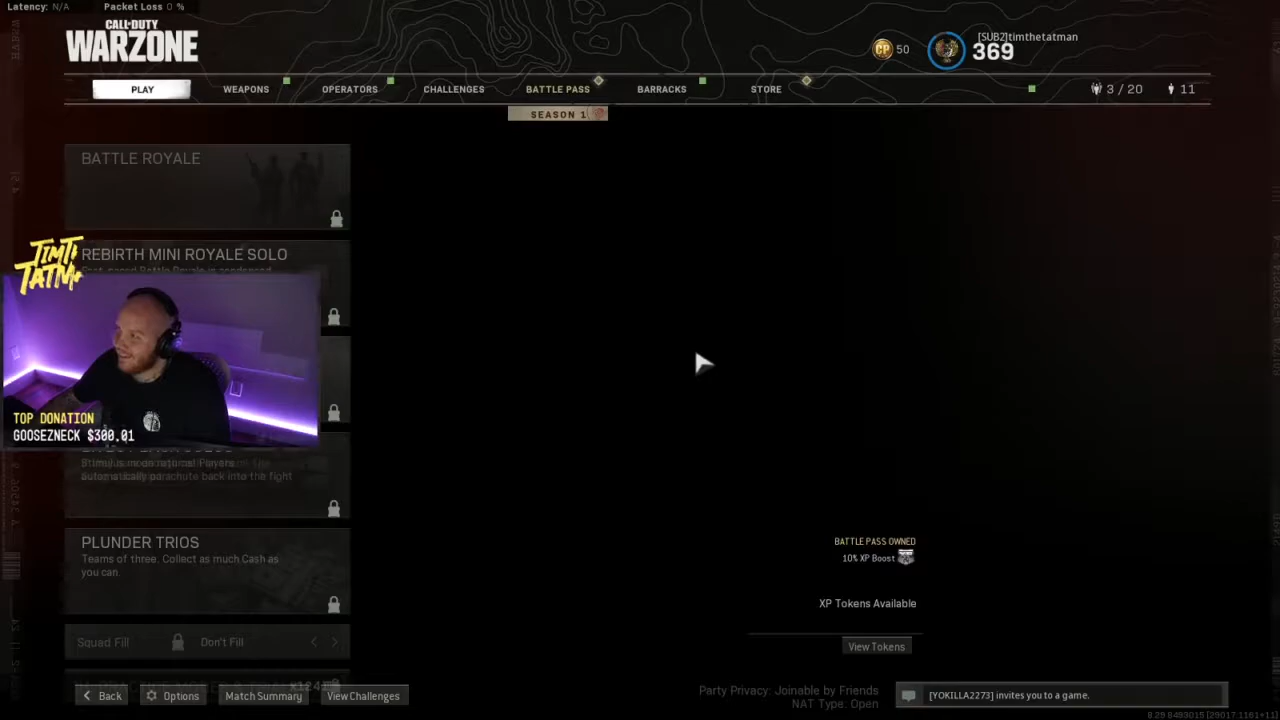 Latency: N/A Packet Loss 0 %
CALL OF DUTY
WARZONE
CP 50
[SUB2]timthetatman
369
PLAY WEAPONS OPERATORS CHALLENGES BATTLE PASS BARRACKS STORE 3 / 20 11
SEASON 1
BATTLE ROYALE
REBIRTH MINI ROYALE SOLO
TIMTHE
TATMAN
TOP DONATION
GOOSEZNECK $300.01
automatically parachute back into the fight
PLUNDER TRIOS
Teams of three. Collect as much Cash as
you can.
BATTLE PASS OWNED
10% XP Boost
XP Tokens Available
View Tokens
Squad Fill Don't Fill
Back Options Match Summary View Challenges
Party Privacy: Joinable by Friends
NAT Type: Open
[YOKILLA2273] invites you to a game.